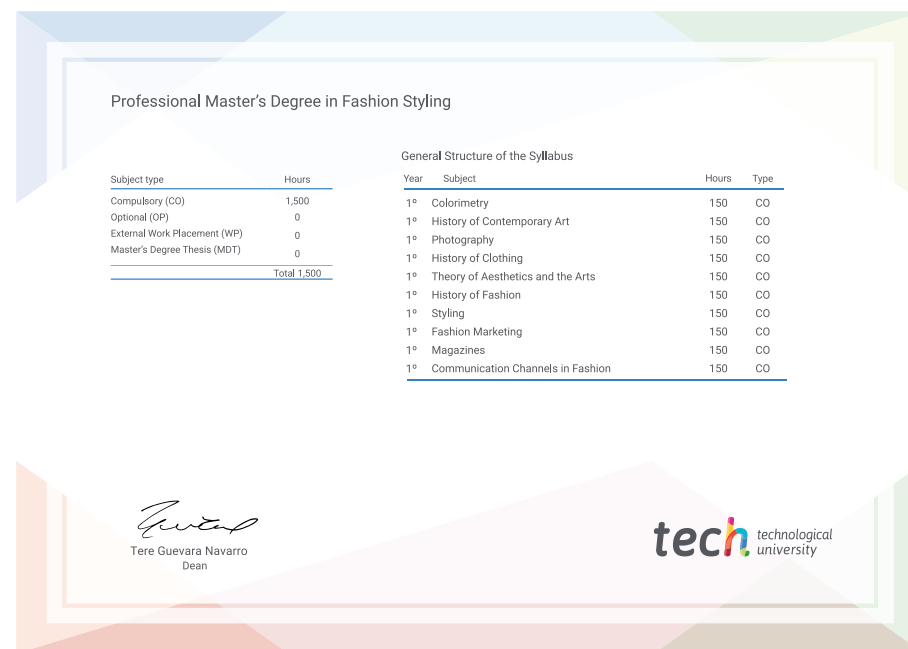 Professional Master's Degree in Fashion Styling
General Structure of the Syllabus
Subject type Hours
Compulsory (CO) 1,500
Optional (OP) 0
External Work Placement (WP) 0
Master's Degree Thesis (MDT) 0
Total 1,500
Year Subject Hours Type
1º Colorimetry 150 CO
1º History of Contemporary Art 150 CO
1º Photography 150 CO
1º History of Clothing 150 CO
1º Theory of Aesthetics and the Arts 150 CO
1º History of Fashion 150 CO
1º Styling 150 CO
1º Fashion Marketing 150 CO
1º Magazines 150 CO
1º Communication Channels in Fashion 150 CO
Tere Guevara Navarro
Dean
tech technological
university